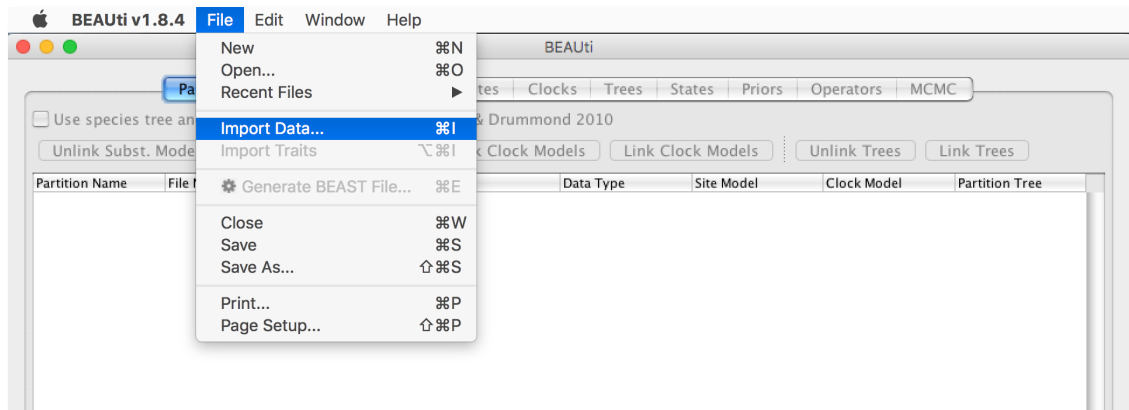 BEAUti v1.8.4 File Edit Window Help
BEAUti
New ⌘N
Open... ⌘O
Recent Files ▶
Import Data... ⌘I
Import Traits ⌥⌘I
Generate BEAST File... ⌘E
Close ⌘W
Save ⌘S
Save As... ⇧⌘S
Print... ⌘P
Page Setup... ⇧⌘P
Clocks Trees States Priors Operators MCMC
Use species tree & Drummond 2010
Unlink Subst. Clock Models Link Clock Models Unlink Trees Link Trees
Partition Name File Data Type Site Model Clock Model Partition Tree